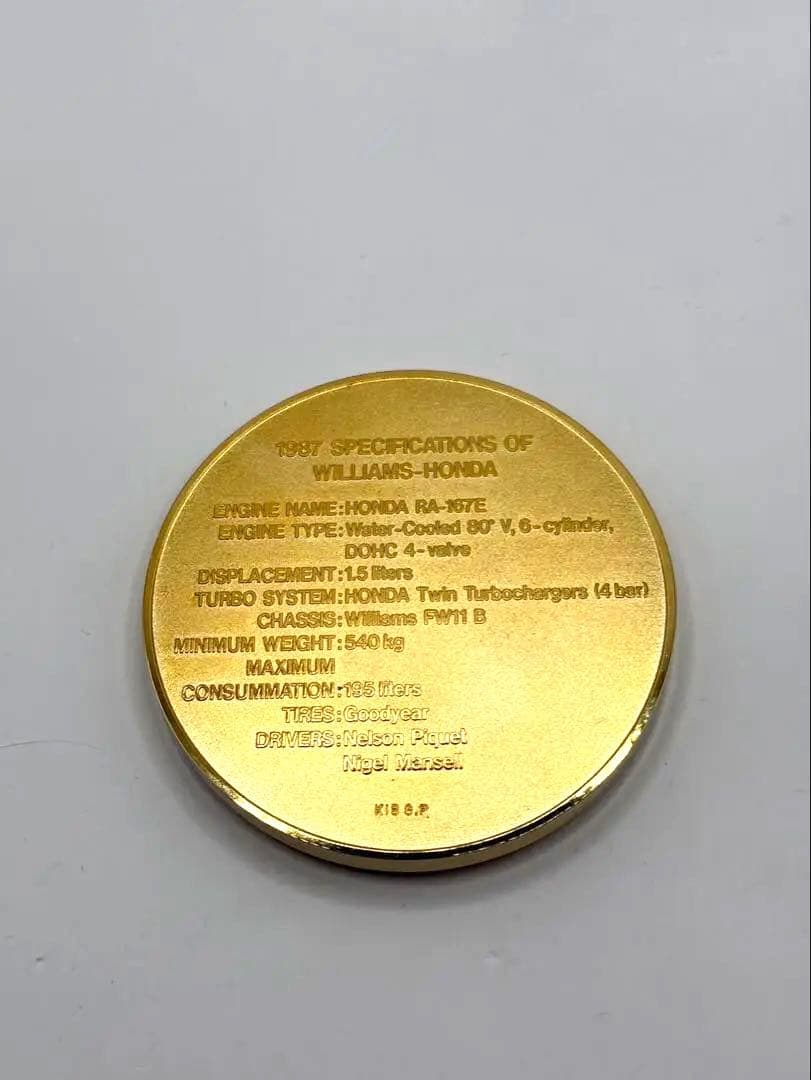 1987 SPECIFICATIONS OF
WILLIAMS-HONDA
ENGINE NAME:HONDA RA-167E
ENGINE TYPE:Water-Cooled 80° V, 6-cylinder,
DOHC 4-valve
DISPLACEMENT:1.5 liters
TURBO SYSTEM:HONDA Twin Turbochargers (4 bar)
CHASSIS:Williams FW11 B
MINIMUM WEIGHT:540 kg
MAXIMUM
CONSUMMATION:195 liters
TIRES:Goodyear
DRIVERS:Nelson Piquet
Nigel Mansell
K18 G.P.